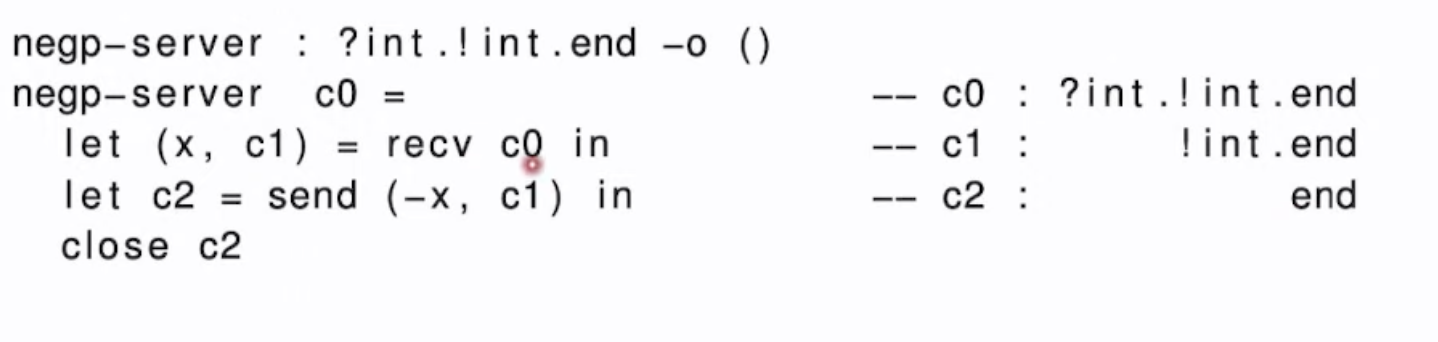 negp-server : ?int.!int.end -o ()
negp-server c0 = -- c0 : ?int.!int.end
let (x, c1) = recv c0 in -- c1 : !int.end
let c2 = send (-x, c1) in -- c2 : end
close c2